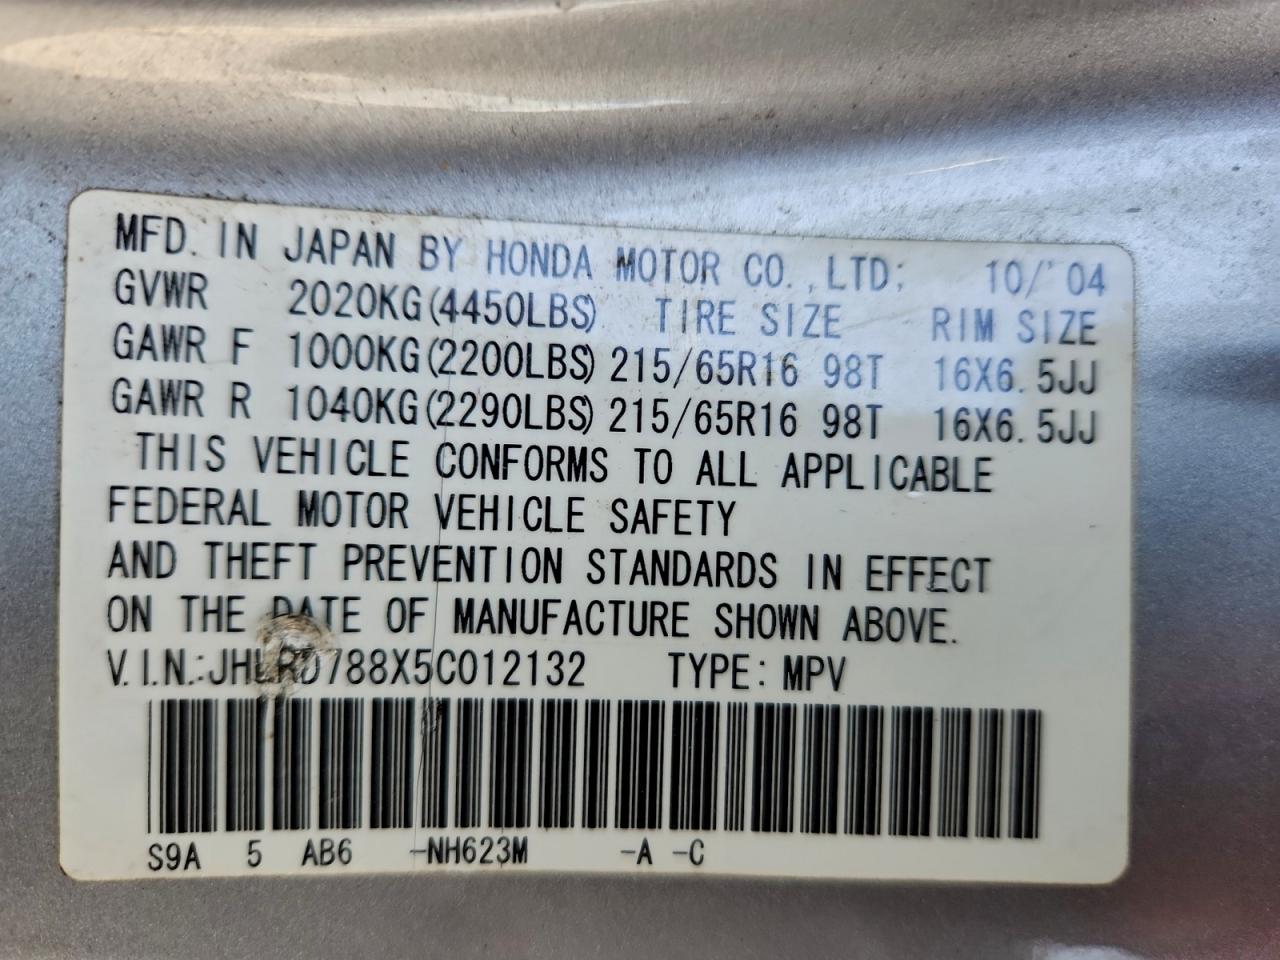 MFD. IN JAPAN BY HONDA MOTOR CO., LTD; 10/'04
GVWR 2020KG(4450LBS) TIRE SIZE RIM SIZE
GAWR F 1000KG(2200LBS) 215/65R16 98T 16X6.5JJ
GAWR R 1040KG(2290LBS) 215/65R16 98T 16X6.5JJ
THIS VEHICLE CONFORMS TO ALL APPLICABLE
FEDERAL MOTOR VEHICLE SAFETY
AND THEFT PREVENTION STANDARDS IN EFFECT
ON THE DATE OF MANUFACTURE SHOWN ABOVE.
V.I.N.:JHLRD788X5C012132 TYPE: MPV
S9A 5 AB6 -NH623M -A -C